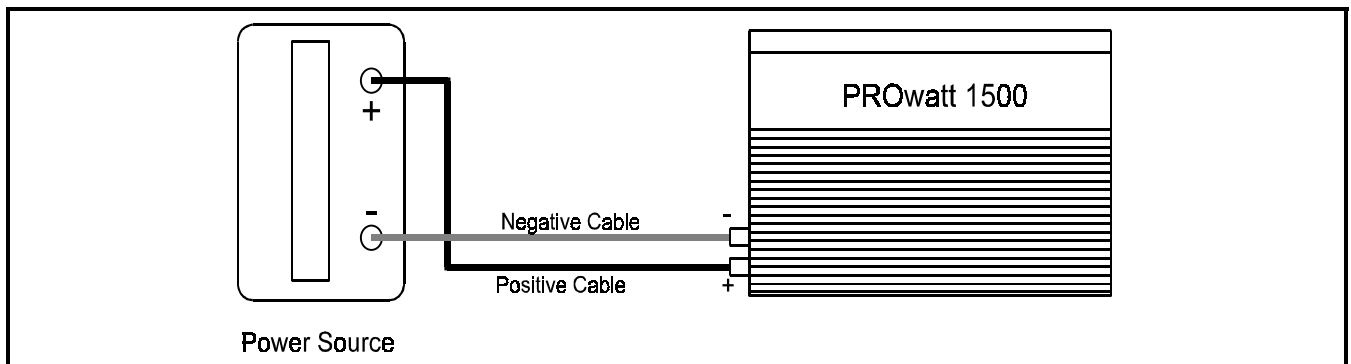 PROwatt 1500
+
-
Negative Cable
-
Positive Cable
+
Power Source